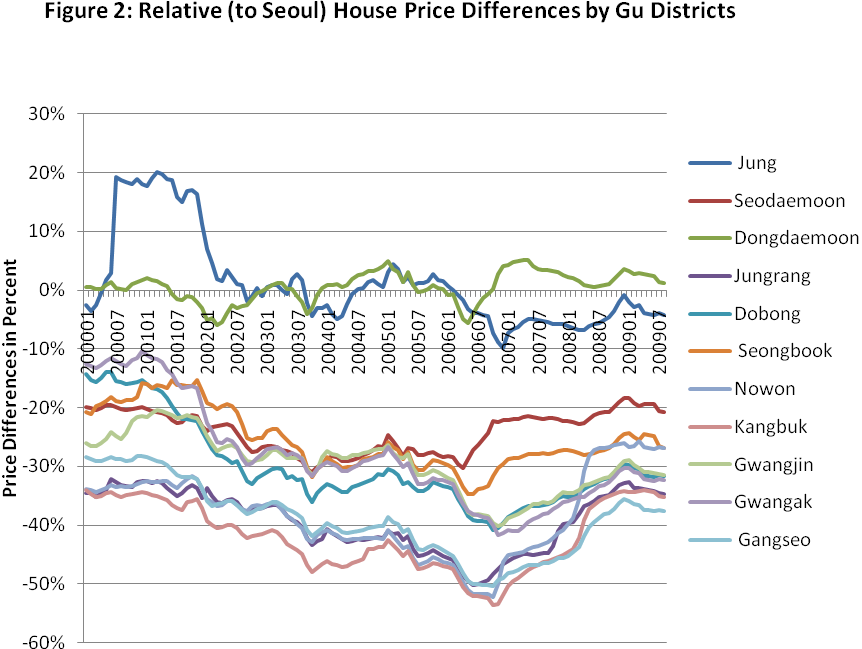 Figure 2: Relative (to Seoul) House Price Differences by Gu Districts
30%
20%
10%
0%
-10%
-20%
-30%
-40%
-50%
-60%
Price Differences in Percent
200001
200007
200101
200107
200201
200207
200301
200307
200401
200407
200501
200507
200601
200607
200701
200707
200801
200807
200901
200907
Jung
Seodaemoon
Dongdaemoon
Jungrang
Dobong
Seongbook
Nowon
Kangbuk
Gwangjin
Gwangak
Gangseo